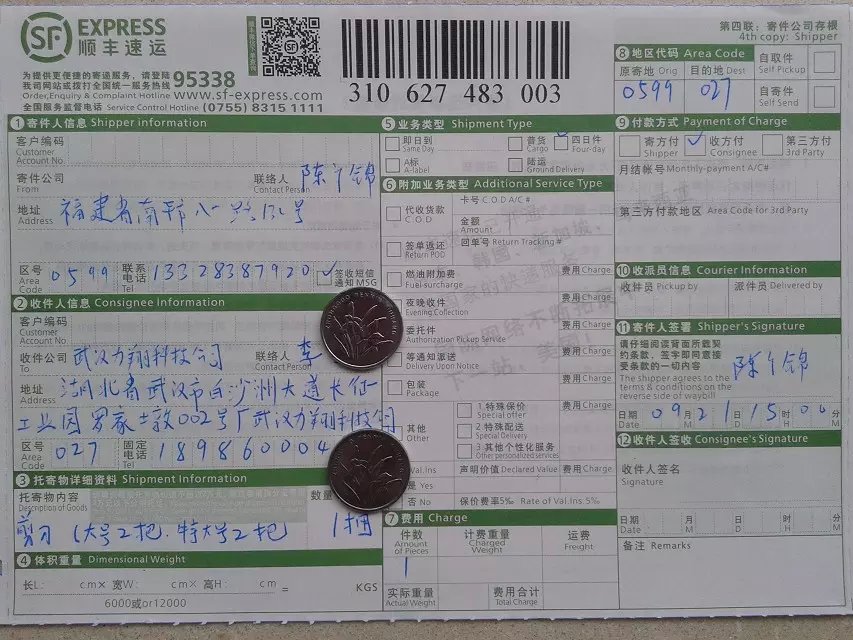 SF EXPRESS
顺丰速运
为提供更便捷的寄递服务，请登陆
我司网站或拨打全国统一服务热线 95338
Order,Enquiry & Complaint Hotline www.sf-express.com
全国服务监督电话 Service Control Hotline (0755) 8315 1111
310 627 483 003
第四联：寄件公司存根
4th copy: Shipper
8 地区代码 Area Code
原寄地 Orig 目的地 Dest
0599 027
自取件
Self Pickup
自寄件
Self Send
1 寄件人信息 Shipper information
客户编码
Customer
Account No.
寄件公司
From
联络人
Contact Person
地址
Address
福建省南平八一路
区号
Area
Code
0599
联系
电话
Tel
13328387920
签收短信
通知MSG
2 收件人信息 Consignee Information
客户编码
Customer
Account No.
收件公司
To
武汉力翔科技公司
联络人
Contact Person
李
地址
Address
湖北省武汉市白沙洲大道长征
工业园罗家土敦002号厂武汉力翔科技公司
区号
Area
Code
027
固定
电话
Tel
189860004
3 托寄物详细资料 Shipment Information
托寄物内容
Description of Goods
数量
剪刀（大号2把.特大号2把）
1捆
4 体积重量 Dimensional Weight
长L: cm× 宽W: cm× 高H: cm = KGS
6000或or12000
5 业务类型 Shipment Type
即日到
Same Day
普货
Cargo
四日件
Four-day
A标
A-label
陆运
Ground Delivery
6 附加业务类型 Additional Service Type
代收货款
C.O.D
卡号 C O D A/C #
金额
Amount
签单返还
Return POD
回单号 Return Tracking #
燃油附加费
Fuel-surcharge
费用 Charge
夜晚收件
Evening Collection
费用 Charge
委托件
Authorization Pickup Service
费用 Charge
等通知派送
Delivery Upon Notice
费用 Charge
包装
Package
费用 Charge
其他
Other
1 特殊保价
Special offer
费用 Charge
2 特殊配送
Special Delivery
3 其他个性化服务
Other personalized services
Val.Ins
声明价值 Declared Value
费用 Charge
是 Yes
否 No
保价费率5‰ Rate of Val.Ins 5‰
7 费用 Charge
件数
Amount
of Pieces
计费重量
Charged
Weight
运费
Freight
1
实际重量
Actual Weight
费用合计
Total Charge
9 付款方式 Payment of Charge
寄方付
Shipper
收方付
Consignee
第三方付
3rd Party
月结帐号 Monthly-payment A/C#
第三方付款地区 Area Code for 3rd Party
10 收派员信息 Courier Information
收件员 Pickup by
派件员 Delivered by
11 寄件人签署 Shipper's Signature
请仔细阅读背面所载契
约条款，签字即同意接
受条款的一切内容
The shipper agrees to the
terms & conditions on the
reverse side of waybill
日期 09 月 21 日 15 时
Date M D H M
12 收件人签收 Consignee's Signature
收件人签名
Signature
日期 月 日 时 分
Date M D H M
备注 Remarks